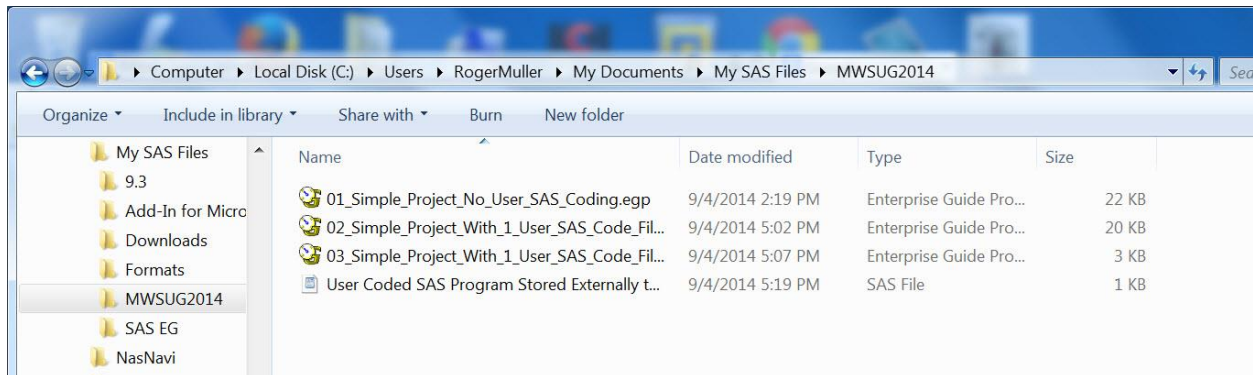 Computer ▸ Local Disk (C:) ▸ Users ▸ RogerMuller ▸ My Documents ▸ My SAS Files ▸ MWSUG2014
Sea
Organize Include in library Share with Burn New folder
My SAS Files
9.3
Add-In for Micro
Downloads
Formats
MWSUG2014
SAS EG
NasNavi
Name Date modified Type Size
01_Simple_Project_No_User_SAS_Coding.egp 9/4/2014 2:19 PM Enterprise Guide Pro... 22 KB
02_Simple_Project_With_1_User_SAS_Code_Fil... 9/4/2014 5:02 PM Enterprise Guide Pro... 20 KB
03_Simple_Project_With_1_User_SAS_Code_Fil... 9/4/2014 5:07 PM Enterprise Guide Pro... 3 KB
User Coded SAS Program Stored Externally t... 9/4/2014 5:19 PM SAS File 1 KB